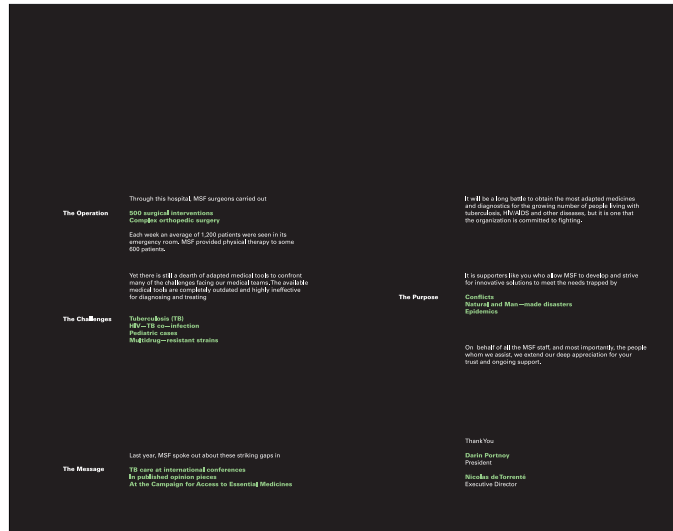 Through this hospital, MSF surgeons carried out
The Operation
500 surgical interventions
Complex orthopedic surgery
Each week an average of 1,200 patients were seen in its
emergency room. MSF provided physical therapy to some
600 patients.
Yet there is still a dearth of adapted medical tools to confront
many of the challenges facing our medical teams. The available
medical tools are completely outdated and highly ineffective
for diagnosing and treating
The Challenges
Tuberculosis (TB)
HIV—TB co—infection
Pediatric cases
Multidrug—resistant strains
Last year, MSF spoke out about these striking gaps in
The Message
TB care at international conferences
In published opinion pieces
At the Campaign for Access to Essential Medicines
It will be a long battle to obtain the most adapted medicines
and diagnostics for the growing number of people living with
tuberculosis, HIV/AIDS and other diseases, but it is one that
the organization is committed to fighting.
It is supporters like you who allow MSF to develop and strive
for innovative solutions to meet the needs trapped by
The Purpose
Conflicts
Natural and Man—made disasters
Epidemics
On behalf of all the MSF staff, and most importantly, the people
whom we assist, we extend our deep appreciation for your
trust and ongoing support.
Thank You
Darin Portnoy
President
Nicolas de Torrenté
Executive Director